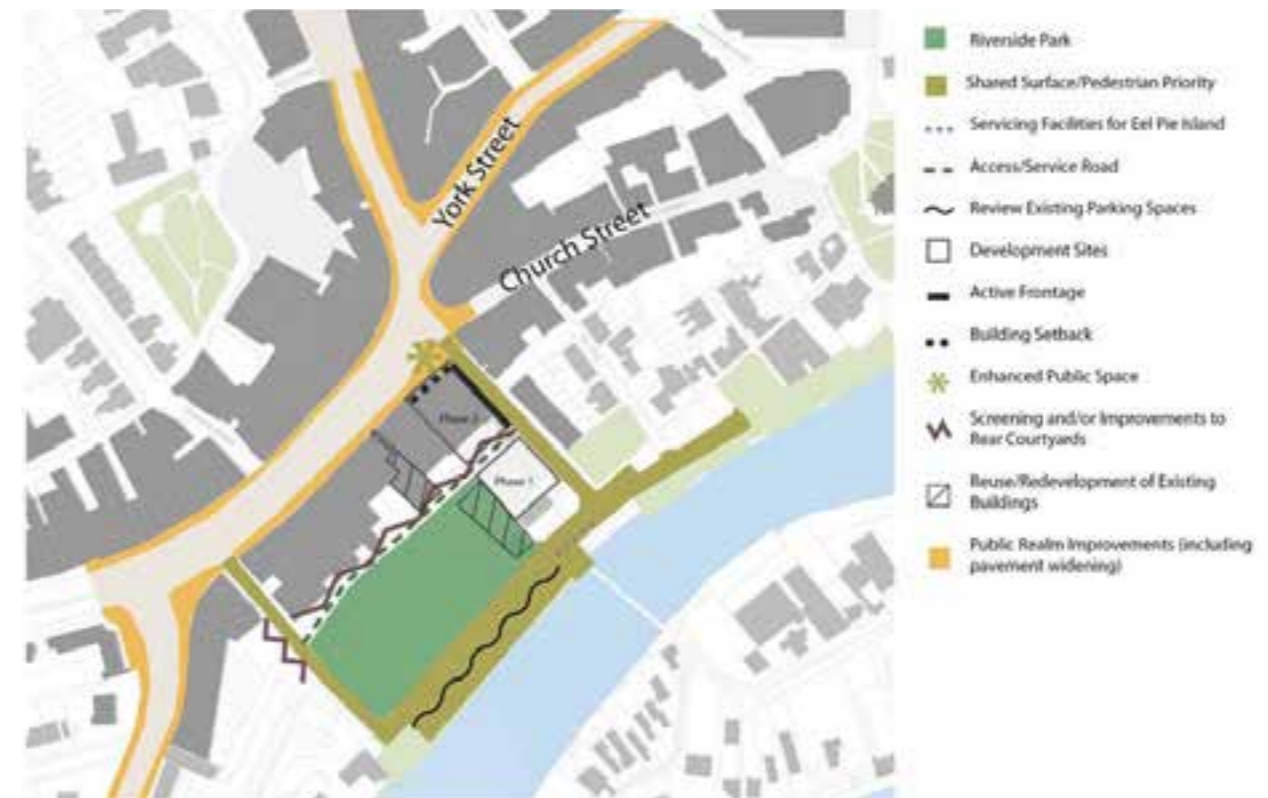 York Street
Church Street
Phase 2
Phase 1
Riverside Park
Shared Surface/Pedestrian Priority
Servicing Facilities for Eel Pie Island
Access/Service Road
Review Existing Parking Spaces
Development Sites
Active Frontage
Building Setback
Enhanced Public Space
Screening and/or Improvements to
Rear Courtyards
Reuse/Redevelopment of Existing
Buildings
Public Realm Improvements (including
pavement widening)